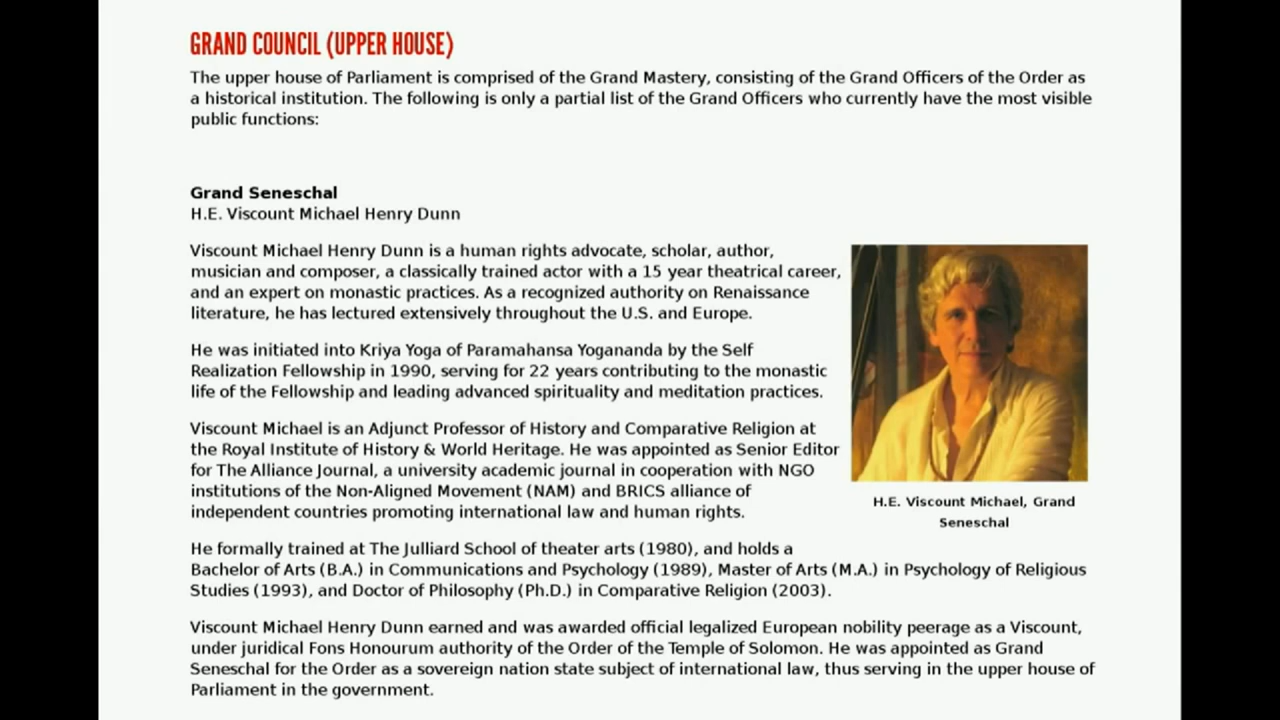 GRAND COUNCIL (UPPER HOUSE)
The upper house of Parliament is comprised of the Grand Mastery, consisting of the Grand Officers of the Order as
a historical institution. The following is only a partial list of the Grand Officers who currently have the most visible
public functions:
Grand Seneschal
H.E. Viscount Michael Henry Dunn
Viscount Michael Henry Dunn is a human rights advocate, scholar, author,
musician and composer, a classically trained actor with a 15 year theatrical career,
and an expert on monastic practices. As a recognized authority on Renaissance
literature, he has lectured extensively throughout the U.S. and Europe.
He was initiated into Kriya Yoga of Paramahansa Yogananda by the Self
Realization Fellowship in 1990, serving for 22 years contributing to the monastic
life of the Fellowship and leading advanced spirituality and meditation practices.
Viscount Michael is an Adjunct Professor of History and Comparative Religion at
the Royal Institute of History & World Heritage. He was appointed as Senior Editor
for The Alliance Journal, a university academic journal in cooperation with NGO
institutions of the Non-Aligned Movement (NAM) and BRICS alliance of
independent countries promoting international law and human rights.
H.E. Viscount Michael, Grand
Seneschal
He formally trained at The Julliard School of theater arts (1980), and holds a
Bachelor of Arts (B.A.) in Communications and Psychology (1989), Master of Arts (M.A.) in Psychology of Religious
Studies (1993), and Doctor of Philosophy (Ph.D.) in Comparative Religion (2003).
Viscount Michael Henry Dunn earned and was awarded official legalized European nobility peerage as a Viscount,
under juridical Fons Honourum authority of the Order of the Temple of Solomon. He was appointed as Grand
Seneschal for the Order as a sovereign nation state subject of international law, thus serving in the upper house of
Parliament in the government.